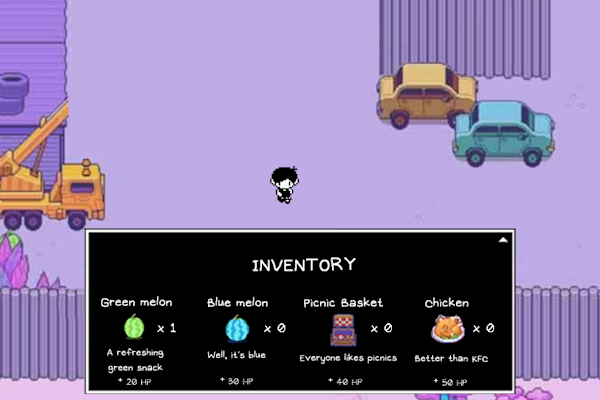 INVENTORY
Green melon
x 1
A refreshing
green snack
+ 20 HP
Blue melon
x 0
Well, it's blue
+ 30 HP
Picnic Basket
x 0
Everyone likes picnics
+ 40 HP
Chicken
x 0
Better than KFC
+ 50 HP